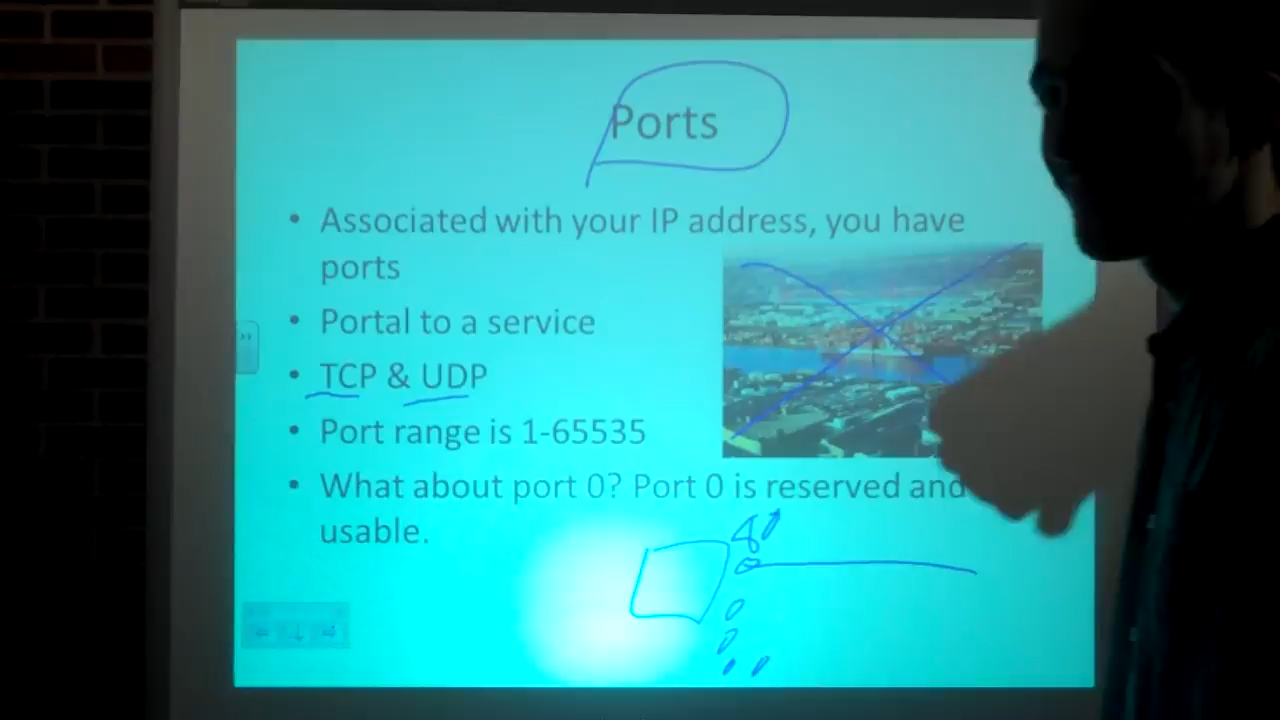 Ports
• Associated with your IP address, you have
ports
• Portal to a service
• TCP & UDP
• Port range is 1-65535
• What about port 0? Port 0 is reserved and
usable.